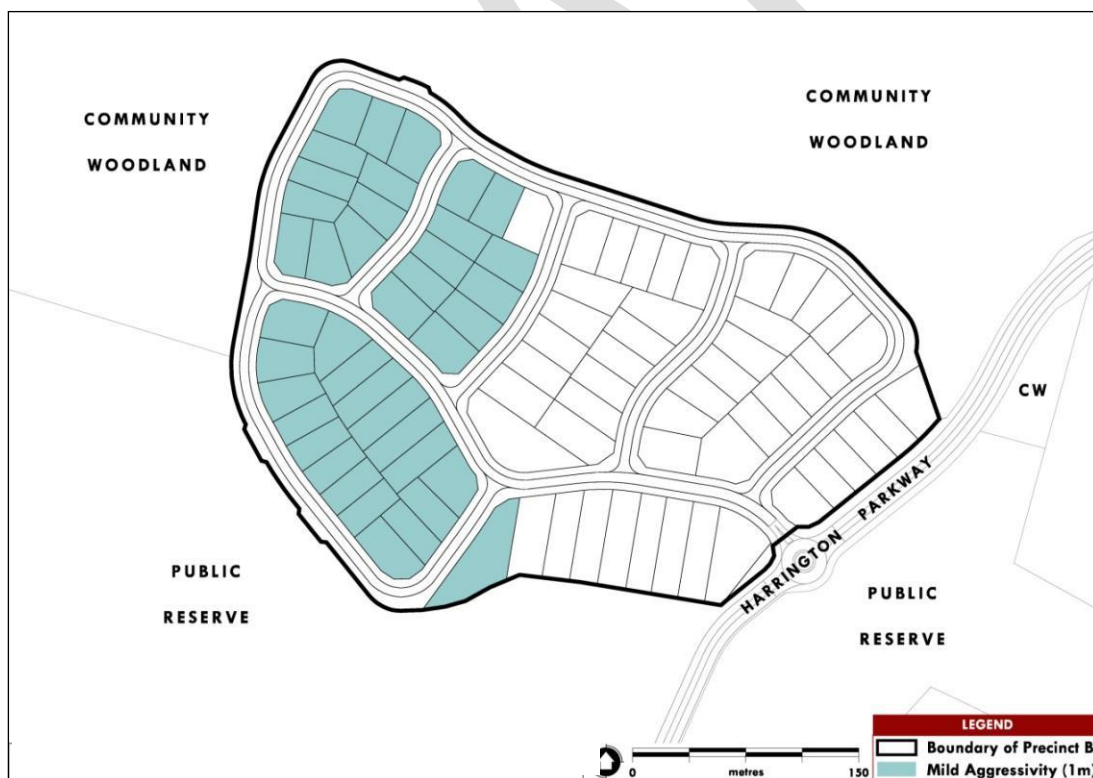 COMMUNITY
WOODLAND
COMMUNITY
WOODLAND
CW
HARRINGTON PARKWAY
PUBLIC
RESERVE
PUBLIC
RESERVE
LEGEND
Boundary of Precinct B
Mild Aggressivity (1m)
0 metres 150